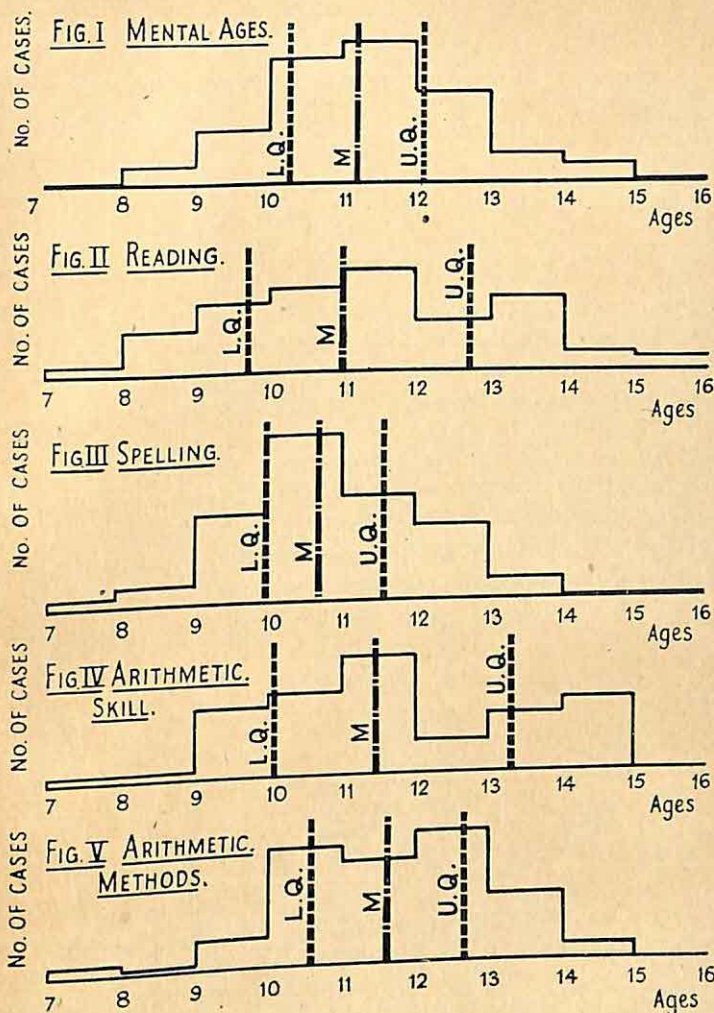 FIG. I MENTAL AGES.
No. OF CASES.
L.Q.
M
U.Q.
7 8 9 10 11 12 13 14 15 16
Ages
FIG. II READING.
No. OF CASES
L.Q.
M
U.Q.
7 8 9 10 11 12 13 14 15 16
Ages
FIG III SPELLING.
No. OF CASES
L.Q.
M
U.Q.
7 8 9 10 11 12 13 14 15 16
Ages
FIG. IV ARITHMETIC.
SKILL.
No. OF CASES
L.Q.
M
U.Q.
7 8 9 10 11 12 13 14 15 16
Ages
FIG. V ARITHMETIC.
METHODS.
No. OF CASES
L.Q.
M
U.Q.
7 8 9 10 11 12 13 14 15 16
Ages